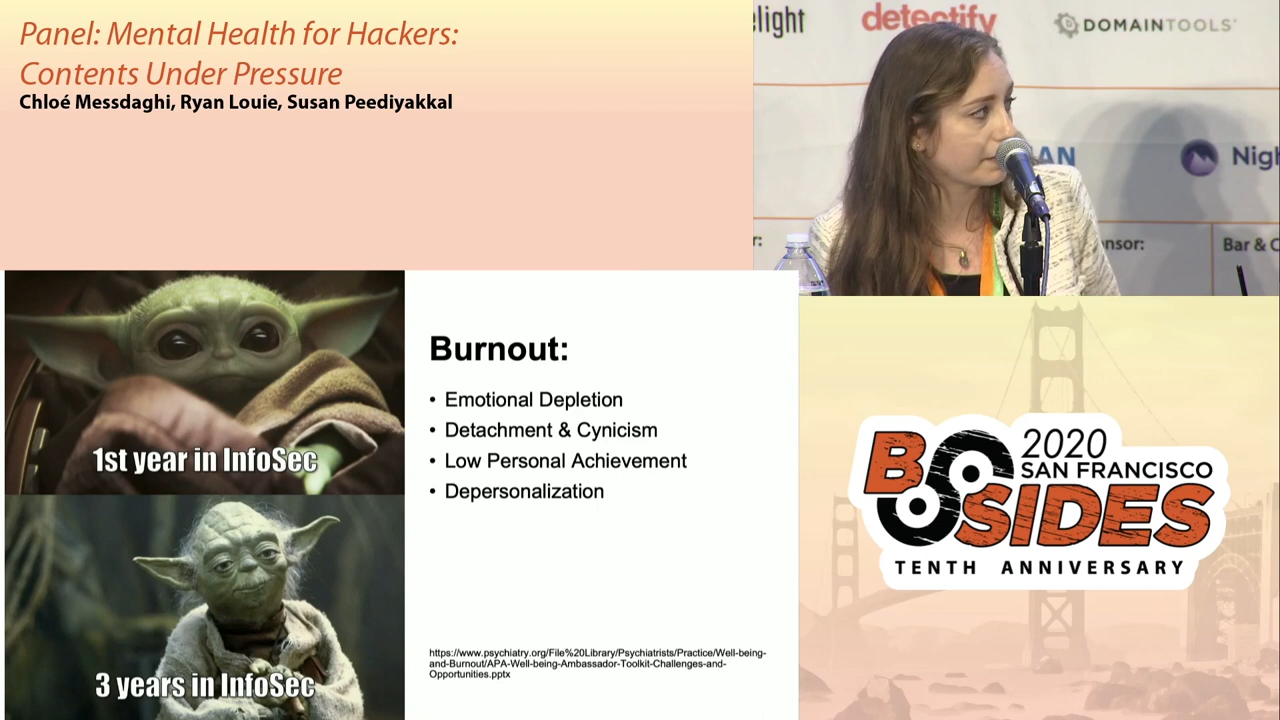 Panel: Mental Health for Hackers:
Contents Under Pressure
Chloé Messdaghi, Ryan Louie, Susan Peediyakkal
detectify
DOMAINTOOLS
1st year in InfoSec
3 years in InfoSec
Burnout:
• Emotional Depletion
• Detachment & Cynicism
• Low Personal Achievement
• Depersonalization
https://www.psychiatry.org/File%20Library/Psychiatrists/Practice/Well-being-
and-Burnout/APA-Well-being-Ambassador-Toolkit-Challenges-and-
Opportunities.pptx
2020
SAN FRANCISCO
BSIDES
TENTH ANNIVERSARY